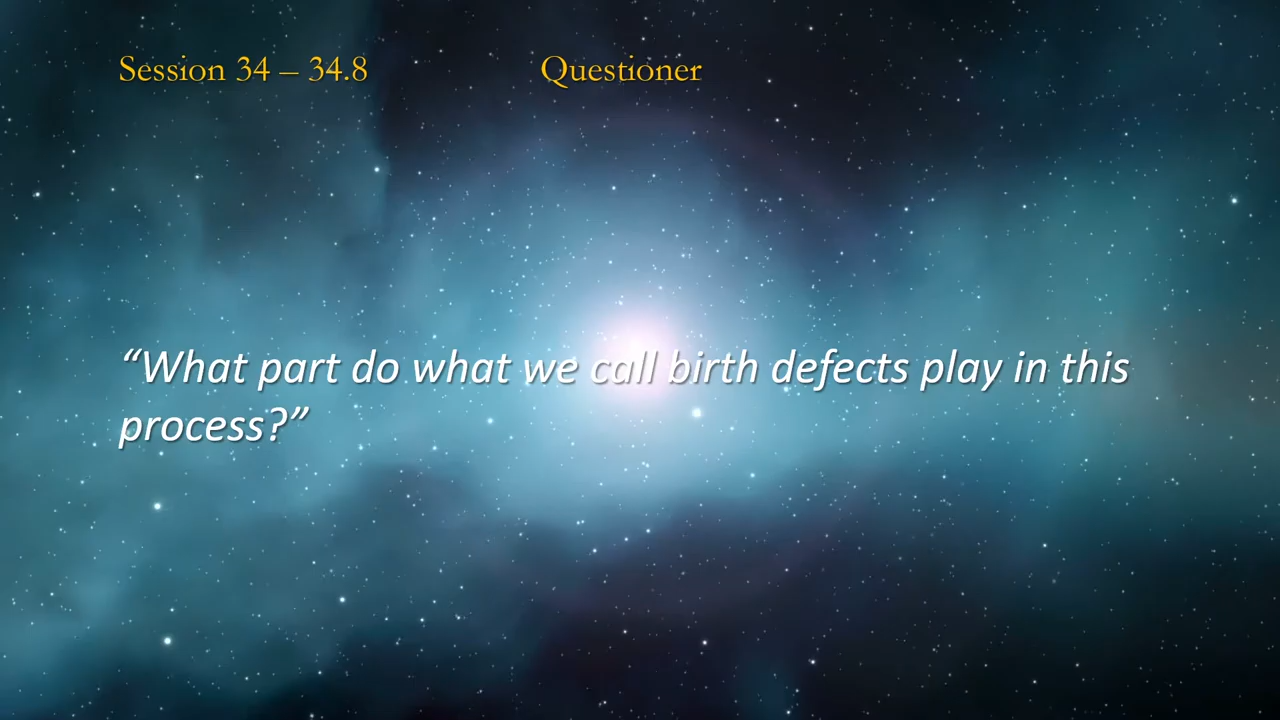 Session 34 – 34.8 Questioner
“What part do what we call birth defects play in this
process?”